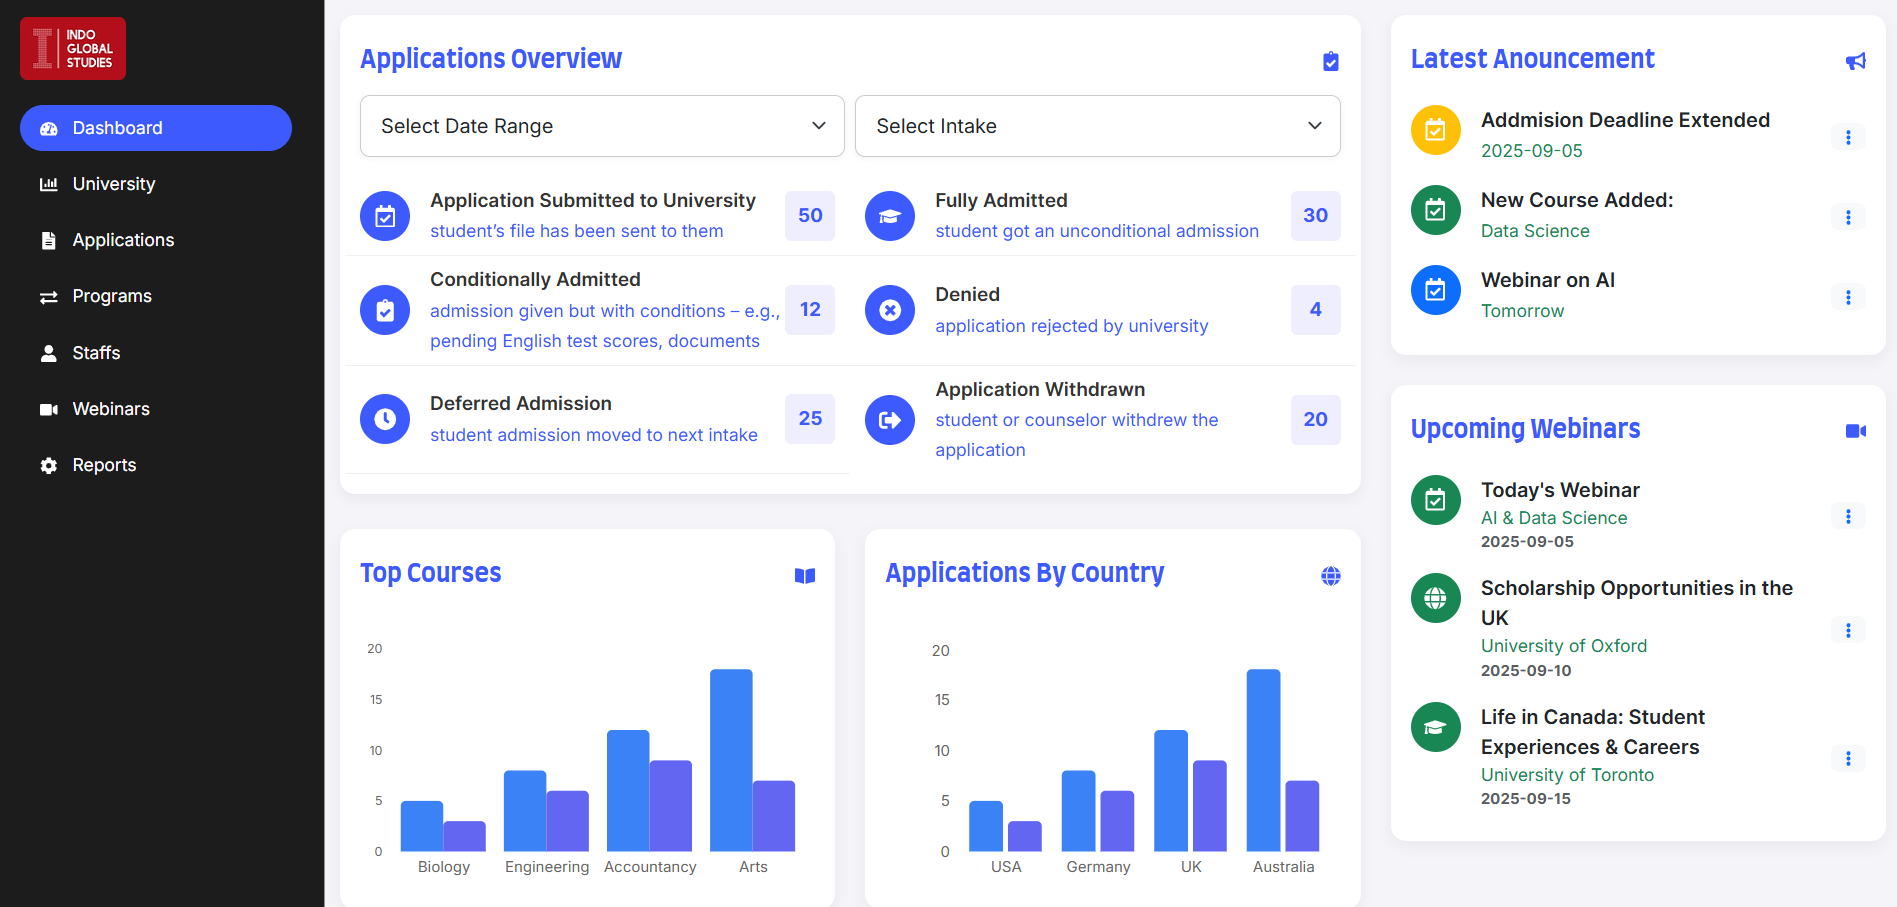 INDO
GLOBAL
STUDIES
Dashboard
University
Applications
Programs
Staffs
Webinars
Reports
Applications Overview
Select Date Range
Select Intake
Application Submitted to University
student’s file has been sent to them
50
Fully Admitted
student got an unconditional admission
30
Conditionally Admitted
admission given but with conditions – e.g.,
pending English test scores, documents
12
Denied
application rejected by university
4
Deferred Admission
student admission moved to next intake
25
Application Withdrawn
student or counselor withdrew the
application
20
Top Courses
20
15
10
5
0
Biology
Engineering
Accountancy
Arts
Applications By Country
20
15
10
5
0
USA
Germany
UK
Australia
Latest Anouncement
Addmision Deadline Extended
2025-09-05
New Course Added:
Data Science
Webinar on AI
Tomorrow
Upcoming Webinars
Today's Webinar
AI & Data Science
2025-09-05
Scholarship Opportunities in the
UK
University of Oxford
2025-09-10
Life in Canada: Student
Experiences & Careers
University of Toronto
2025-09-15